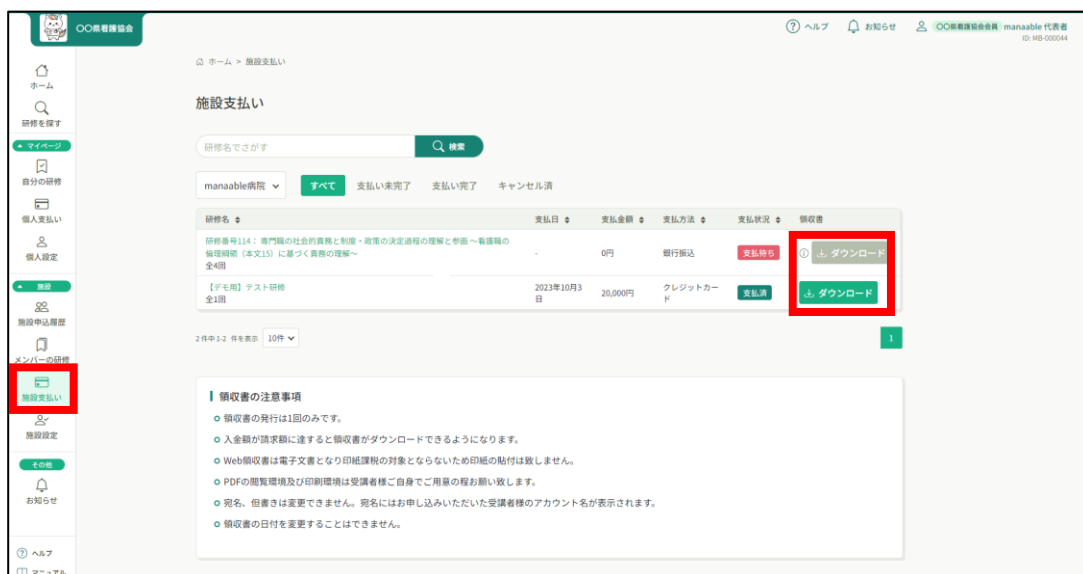 〇〇県看護協会
ヘルプ
お知らせ
〇〇県看護協会会員 manaable 代表者
ID: MB-000044
ホーム
研修を探す
マイページ
自分の研修
個人支払い
個人設定
施設
施設申込履歴
メンバーの研修
施設支払い
施設設定
その他
お知らせ
ヘルプ
マニュアル
ホーム > 施設支払い
施設支払い
研修名でさがす
検索
manaable病院
すべて 支払い未完了 支払い完了 キャンセル済
研修名 支払日 支払金額 支払方法 支払状況 領収書
研修番号114： 専門職の社会的責務と制度・政策の決定過程の理解と参画 〜看護職の
倫理綱領（本文15）に基づく責務の理解〜
全4回
- 0円 銀行振込 支払待ち ダウンロード
【デモ用】テスト研修
全1回
2023年10月3
日
20,000円
クレジットカー
ド
支払済
ダウンロード
2 件中 1-2 件を表示 10件
1
領収書の注意事項
領収書の発行は1回のみです。
入金額が請求額に達すると領収書がダウンロードできるようになります。
Web領収書は電子文書となり印紙課税の対象とならないため印紙の貼付は致しません。
PDFの閲覧環境及び印刷環境は受講者様ご自身でご用意の程お願い致します。
宛名、但書きは変更できません。宛名にはお申し込みいただいた受講者様のアカウント名が表示されます。
領収書の日付を変更することはできません。